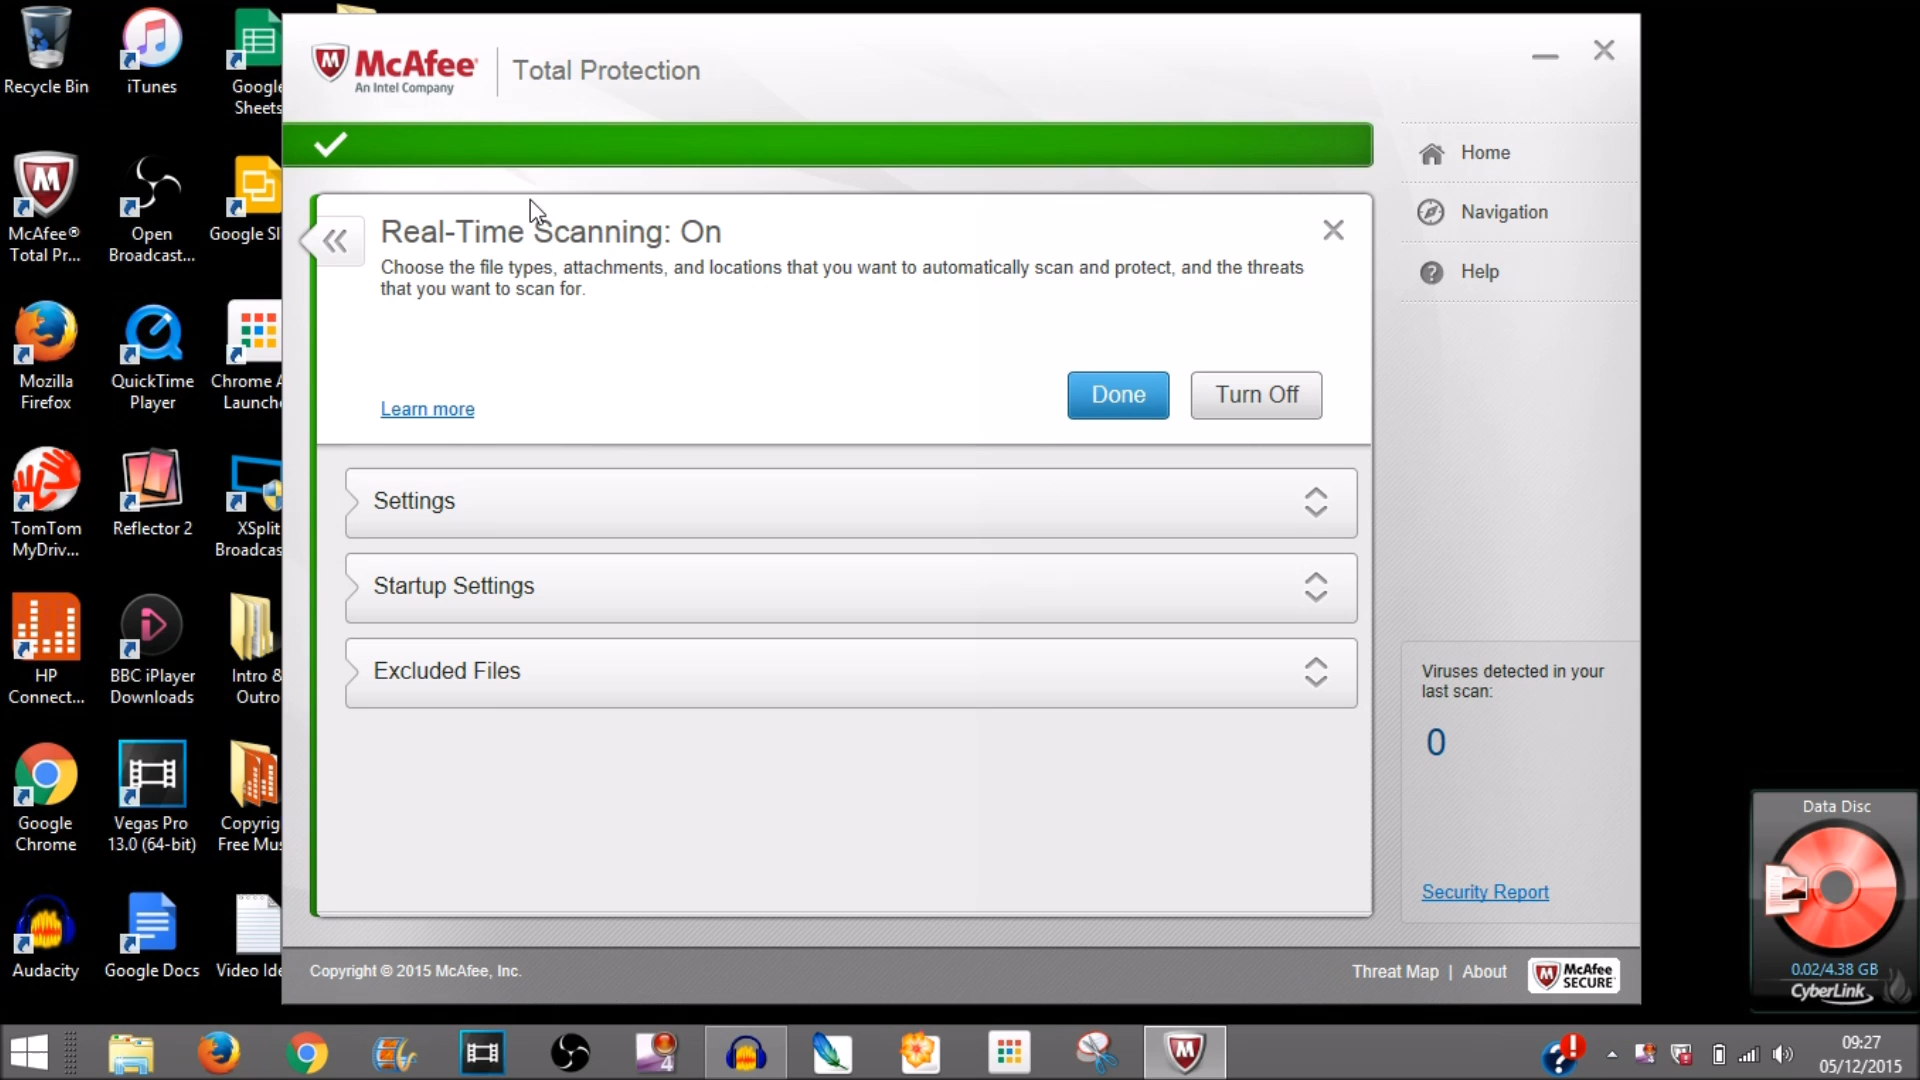 Recycle Bin
iTunes
Google
Sheets
McAfee®
Total Pr...
Open
Broadcast...
Google Sl
Mozilla
Firefox
QuickTime
Player
Chrome A
Launch
TomTom
MyDriv...
Reflector 2
XSplit
Broadcas
HP
Connect...
BBC iPlayer
Downloads
Intro &
Outro
Google
Chrome
Vegas Pro
13.0 (64-bit)
Copyrig
Free Mus
Audacity
Google Docs
Video Ide
McAfee
An Intel Company
Total Protection
Real-Time Scanning: On
Choose the file types, attachments, and locations that you want to automatically scan and protect, and the threats
that you want to scan for.
Learn more
Done
Turn Off
Settings
Startup Settings
Excluded Files
Home
Navigation
Help
Viruses detected in your
last scan:
0
Security Report
Copyright © 2015 McAfee, Inc.
Threat Map | About
McAfee
SECURE
Data Disc
0.02/4.38 GB
CyberLink
4
09:27
05/12/2015